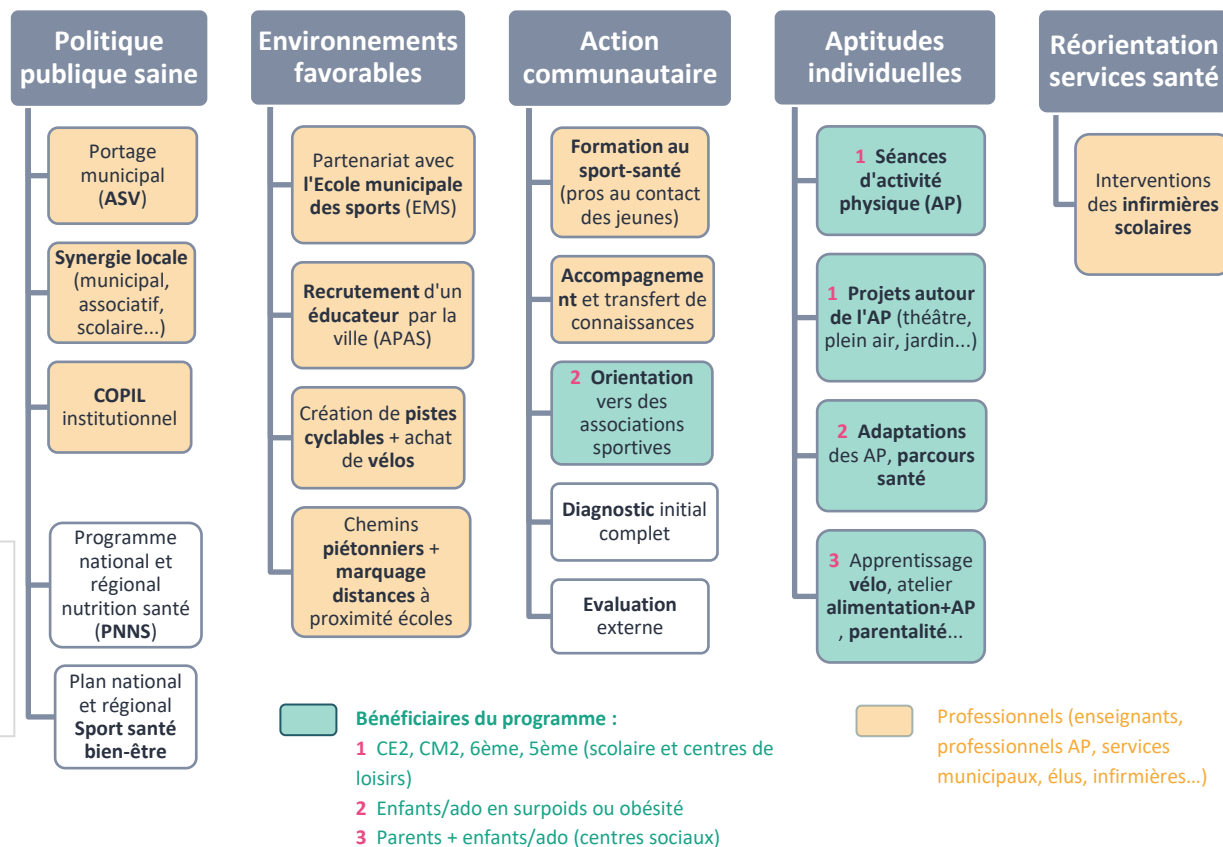 Politique
publique saine
Portage
municipal
(ASV)
Synergie locale
(municipal,
associatif,
scolaire...)
COPIL
institutionnel
Programme
national et
régional
nutrition santé
(PNNS)
Plan national
et régional
Sport santé
bien-être
Environnements
favorables
Partenariat avec
l'Ecole municipale
des sports (EMS)
Recrutement d'un
éducateur par la
ville (APAS)
Création de pistes
cyclables + achat
de vélos
Chemins
piétonniers +
marquage
distances à
proximité écoles
Action
communautaire
Formation au
sport-santé
(pros au contact
des jeunes)
Accompagneme
nt et transfert de
connaissances
2 Orientation
vers des
associations
sportives
Diagnostic initial
complet
Evaluation
externe
Aptitudes
individuelles
1 Séances
d'activité
physique (AP)
1 Projets autour
de l'AP (théâtre,
plein air, jardin...)
2 Adaptations
des AP, parcours
santé
3 Apprentissage
vélo, atelier
alimentation+AP
, parentalité...
Réorientation
services santé
Interventions
des infirmières
scolaires
Bénéficiaires du programme :
1 CE2, CM2, 6ème, 5ème (scolaire et centres de
loisirs)
2 Enfants/ado en surpoids ou obésité
3 Parents + enfants/ado (centres sociaux)
Professionnels (enseignants,
professionnels AP, services
municipaux, élus, infirmières…)